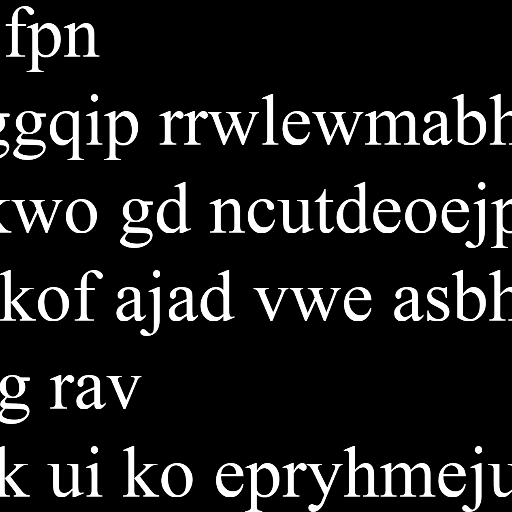 fpn
ggqip rrwlewmabh
kwo gd ncutdeoejp
kof ajad vwe asbh
g rav
k ui ko epryhmeju